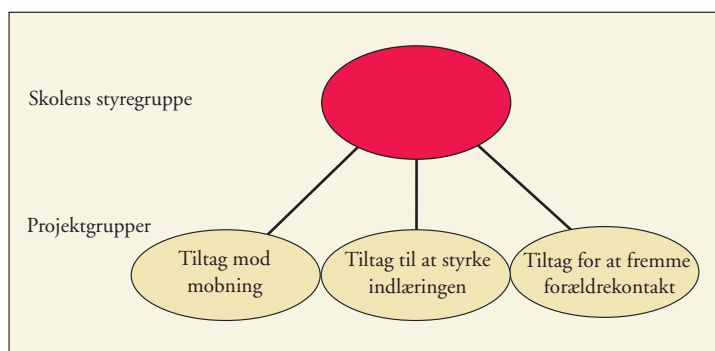 Skolens styregruppe
Projektgrupper
Tiltag mod
mobning
Tiltag til at styrke
indlæringen
Tiltag for at fremme
forældrekontakt